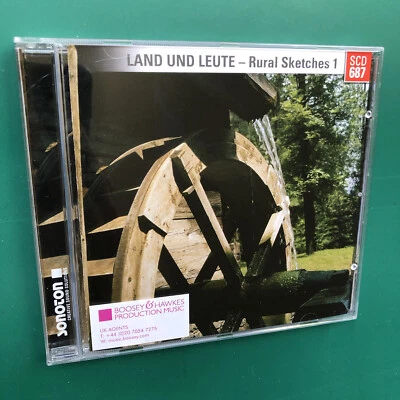 LAND UND LEUTE – Rural Sketches 1
SCD
687
sonoton
BOOSEY & HAWKES
PRODUCTION MUSIC
UK AGENTS